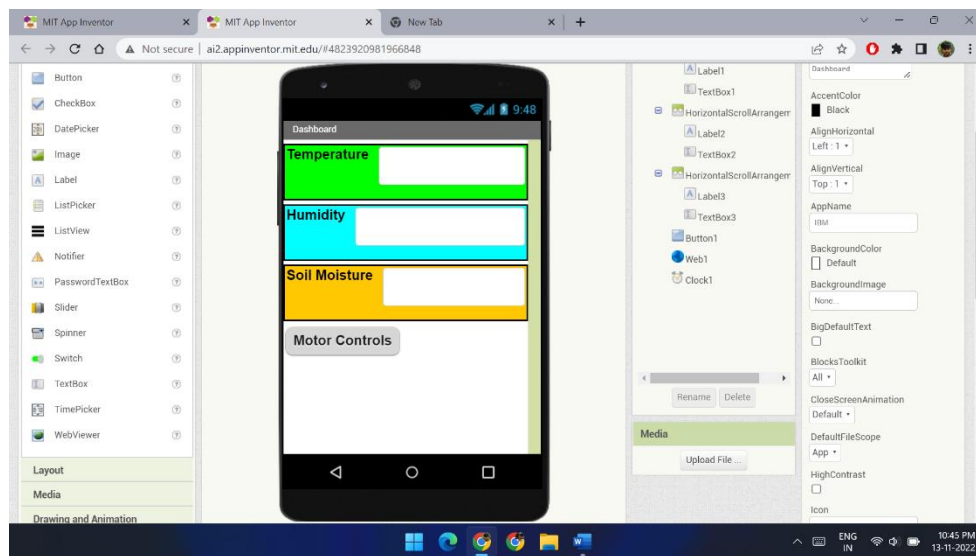 MIT App Inventor
MIT App Inventor
New Tab
Not secure
ai2.appinventor.mit.edu/#4823920981966848
Button
CheckBox
DatePicker
Image
Label
ListPicker
ListView
Notifier
PasswordTextBox
Slider
Spinner
Switch
TextBox
TimePicker
WebViewer
Layout
Media
Drawing and Animation
9:48
Dashboard
Temperature
Humidity
Soil Moisture
Motor Controls
Label1
TextBox1
HorizontalScrollArrangem
Label2
TextBox2
HorizontalScrollArrangem
Label3
TextBox3
Button1
Web1
Clock1
Rename Delete
Media
Upload File ...
Dashboard
AccentColor
Black
AlignHorizontal
Left : 1
AlignVertical
Top : 1
AppName
IBM
BackgroundColor
Default
BackgroundImage
None...
BigDefaultText
BlocksToolkit
All
CloseScreenAnimation
Default
DefaultFileScope
App
HighContrast
Icon
ENG
IN
10:45 PM
13-11-2022